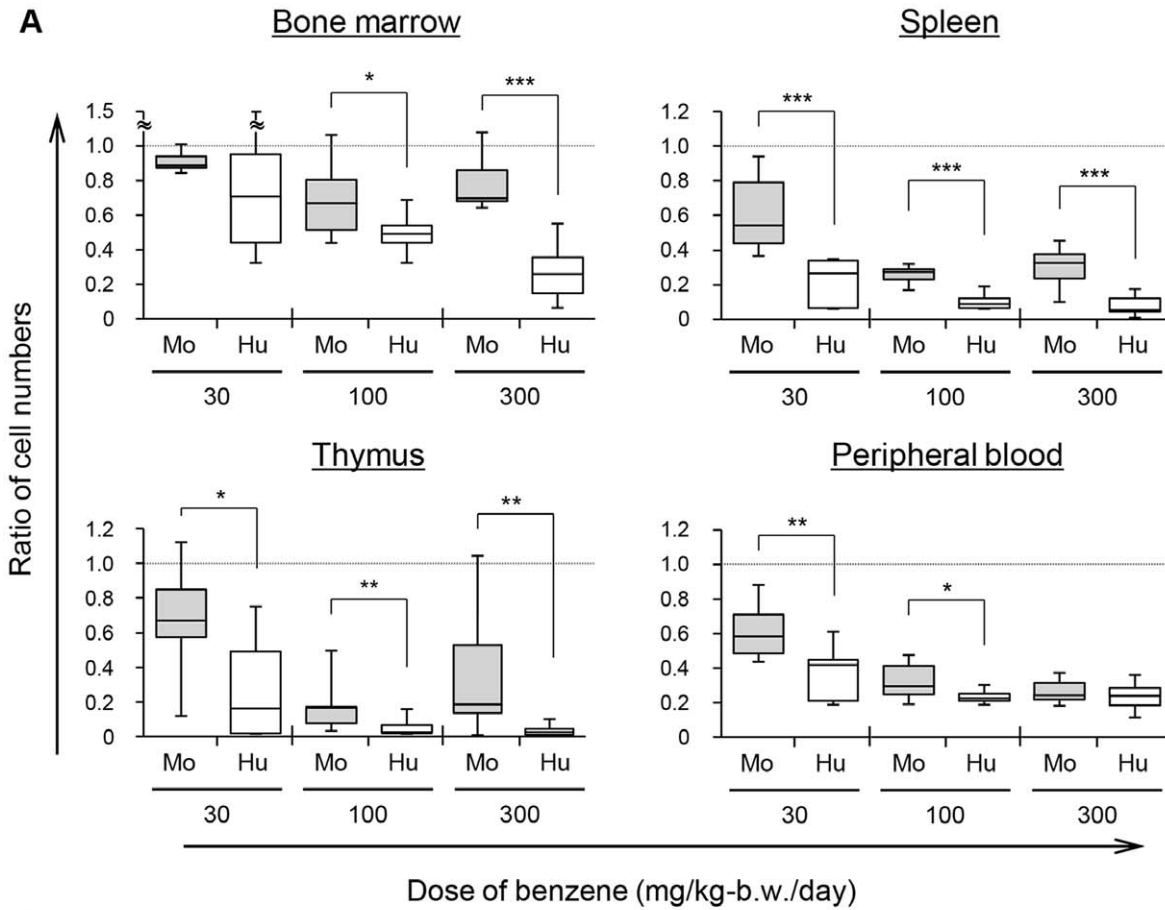 A
Bone marrow
Spleen
Ratio of cell numbers
1.5
1.0
0.8
0.6
0.4
0.2
0
*
***
Mo Hu Mo Hu Mo Hu
30 100 300
1.2
1.0
0.8
0.6
0.4
0.2
0
***
***
***
Mo Hu Mo Hu Mo Hu
30 100 300
Thymus
Peripheral blood
1.2
1.0
0.8
0.6
0.4
0.2
0
*
**
**
Mo Hu Mo Hu Mo Hu
30 100 300
1.2
1.0
0.8
0.6
0.4
0.2
0
**
*
Mo Hu Mo Hu Mo Hu
30 100 300
Dose of benzene (mg/kg-b.w./day)